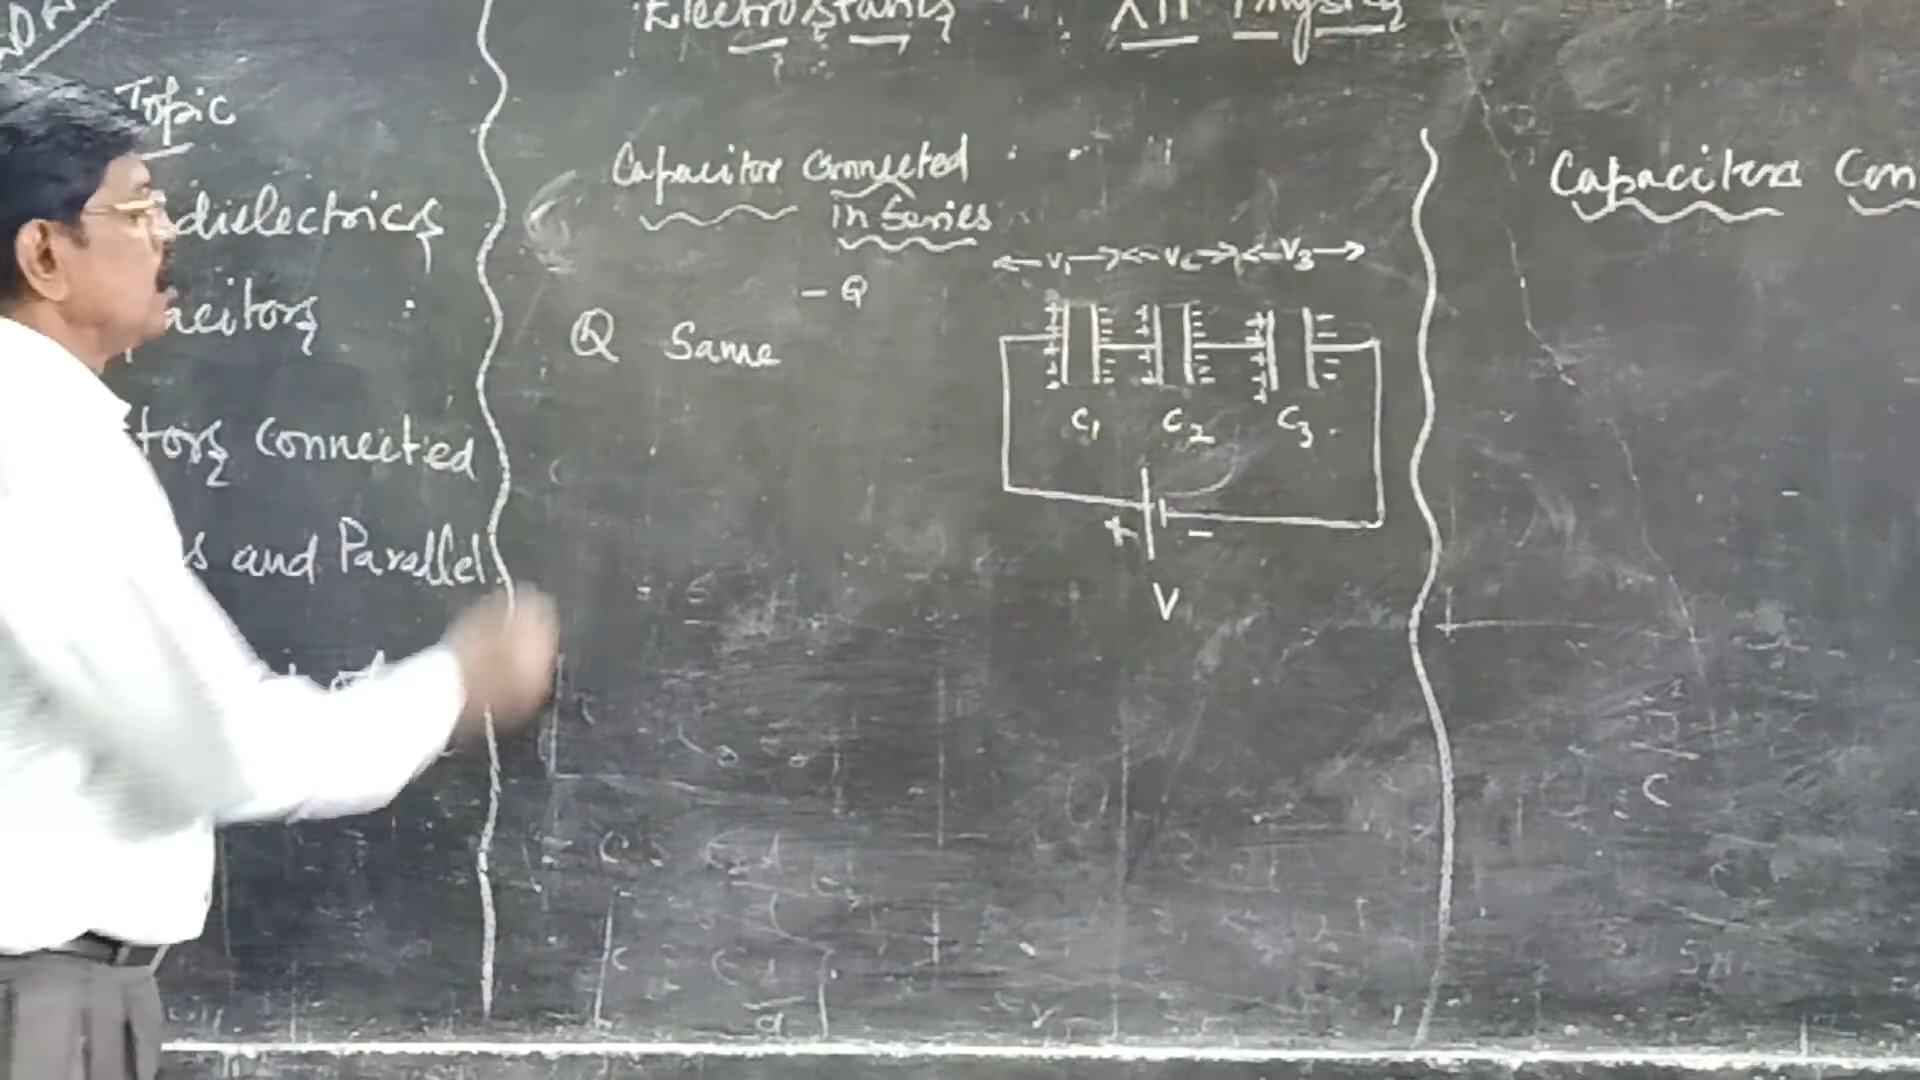 Electrostatics XII Physics
Topic
dielectrics
acitors
tors connected
s and Parallel
Capacitor Connected
in Series
- Q
Q Same
V₁ V₂ V₃
C₁ C₂ C₃
+ -
V
Capacitors Con
C